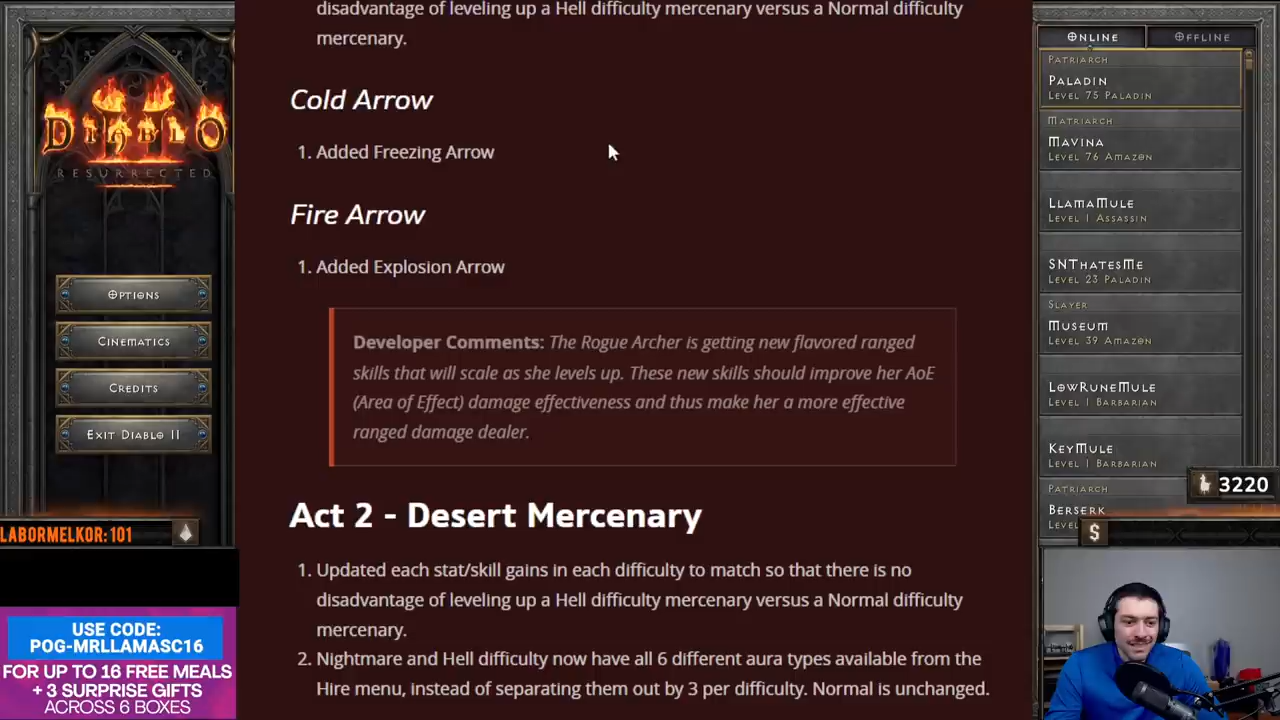 DIABLO
II
RESURRECTED
OPTIONS
CINEMATICS
CREDITS
EXIT DIABLO II
LABORMELKOR: 101
USE CODE:
POG-MRLLAMASC16
FOR UP TO 16 FREE MEALS
+ 3 SURPRISE GIFTS
ACROSS 6 BOXES
disadvantage of leveling up a Hell difficulty mercenary versus a Normal difficulty
mercenary.
Cold Arrow
1. Added Freezing Arrow
Fire Arrow
1. Added Explosion Arrow
Developer Comments: The Rogue Archer is getting new flavored ranged
skills that will scale as she levels up. These new skills should improve her AoE
(Area of Effect) damage effectiveness and thus make her a more effective
ranged damage dealer.
Act 2 - Desert Mercenary
1. Updated each stat/skill gains in each difficulty to match so that there is no
disadvantage of leveling up a Hell difficulty mercenary versus a Normal difficulty
mercenary.
2. Nightmare and Hell difficulty now have all 6 different aura types available from the
Hire menu, instead of separating them out by 3 per difficulty. Normal is unchanged.
ONLINE
OFFLINE
PATRIARCH
PALADIN
LEVEL 75 PALADIN
MATRIARCH
MAVINA
LEVEL 76 AMAZON
LLAMAMULE
LEVEL 1 ASSASSIN
SNTHATESME
LEVEL 23 PALADIN
SLAYER
MUSEUM
LEVEL 39 AMAZON
LOWRUNEMULE
LEVEL 1 BARBARIAN
KEYMULE
LEVEL 1 BARBARIAN
3220
PATRIARCH
BERSERK
LEVEL
$